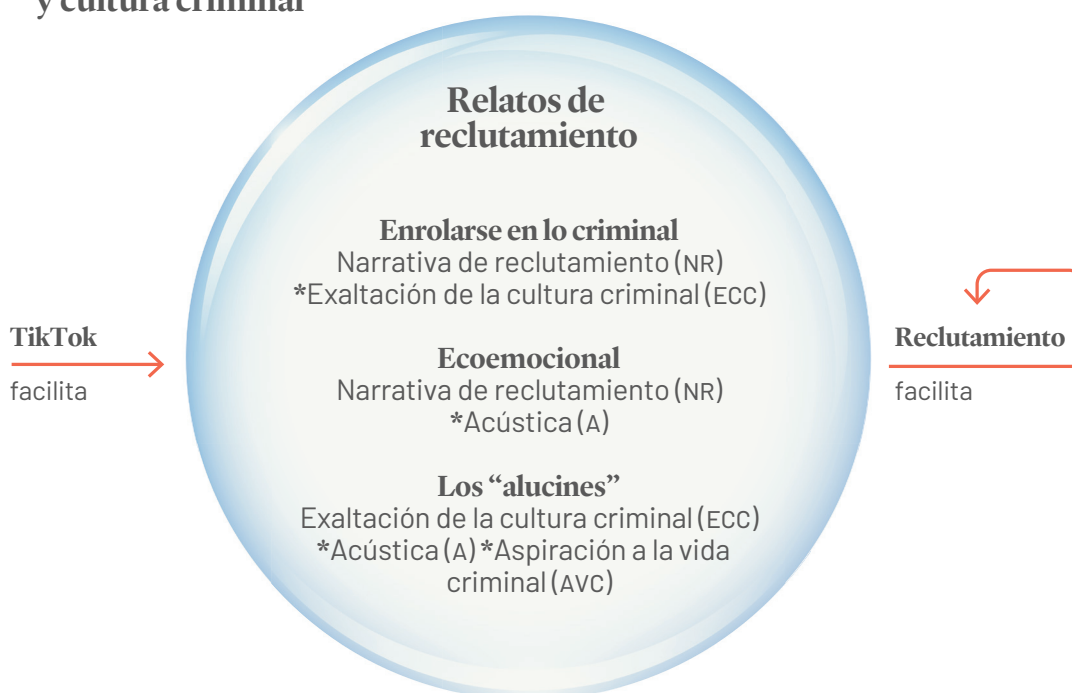 y cultura criminal
Relatos de
reclutamiento
Enrolarse en lo criminal
Narrativa de reclutamiento (NR)
*Exaltación de la cultura criminal (ECC)
TikTok
facilita
Ecoemocional
Narrativa de reclutamiento (NR)
*Acústica (A)
Los “alucines”
Exaltación de la cultura criminal (ECC)
*Acústica (A) *Aspiración a la vida
criminal (AVC)
Reclutamiento
facilita